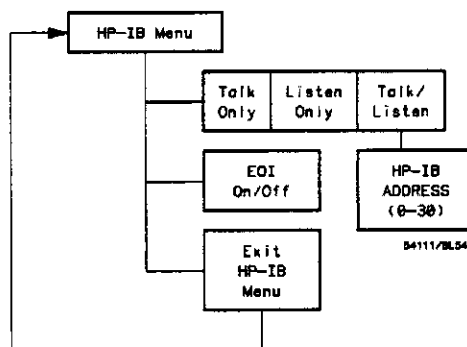 HP-IB Menu
Talk Only
Listen Only
Talk/ Listen
EOI On/Off
HP-IB ADDRESS (0-30)
54111/BL54
Exit HP-IB Menu